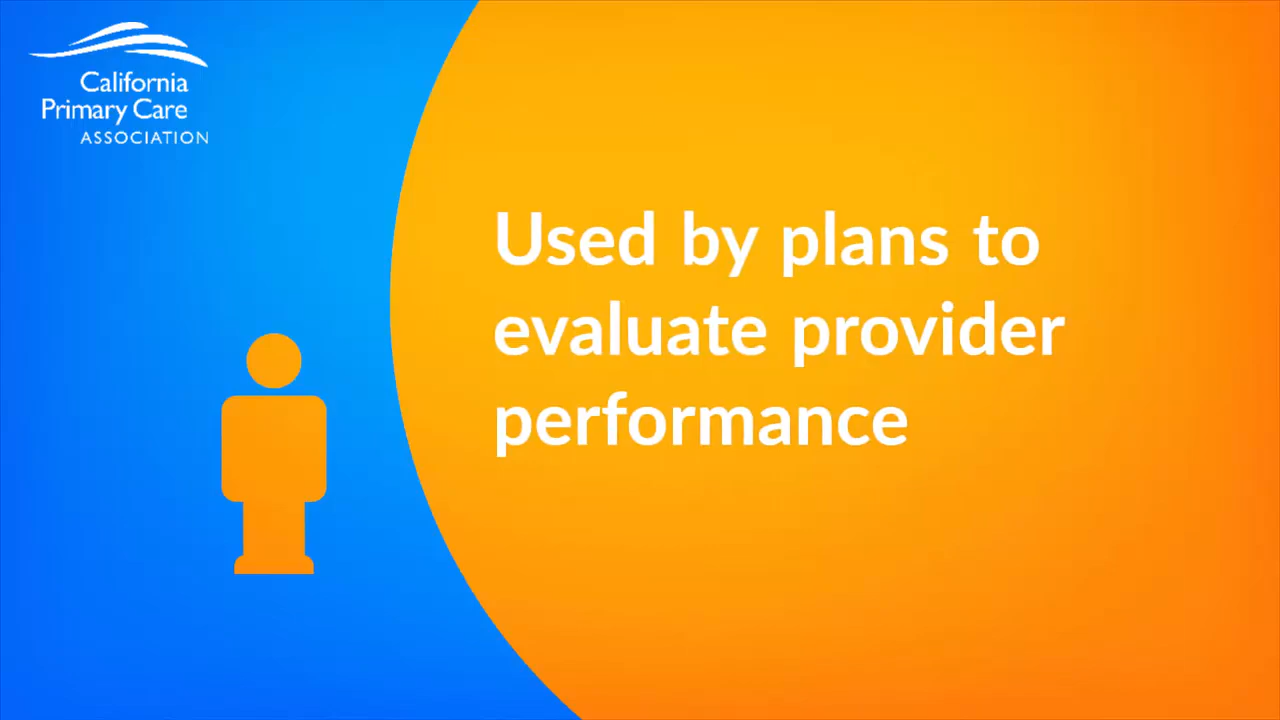 California
Primary Care
ASSOCIATION
Used by plans to
evaluate provider
performance